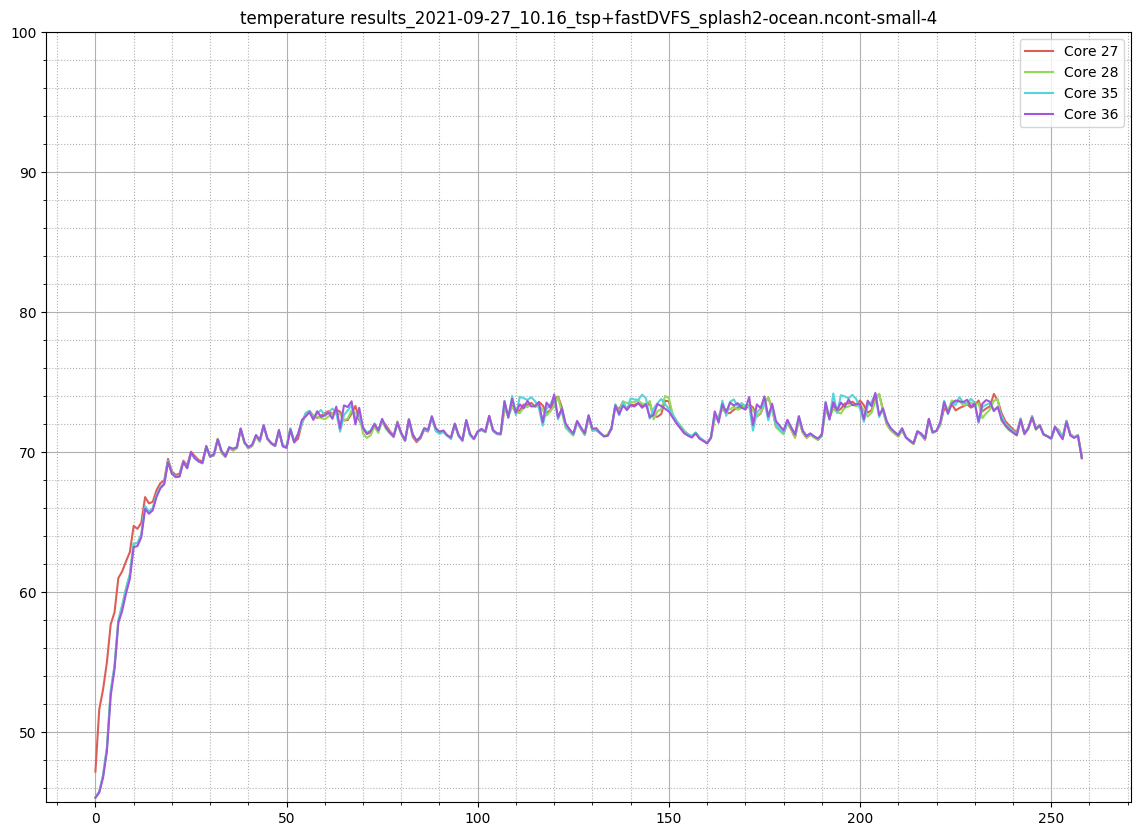 temperature results_2021-09-27_10.16_tsp+fastDVFS_splash2-ocean.ncont-small-4
100
90
80
70
60
50
0
50
100
150
200
250
Core 27
Core 28
Core 35
Core 36